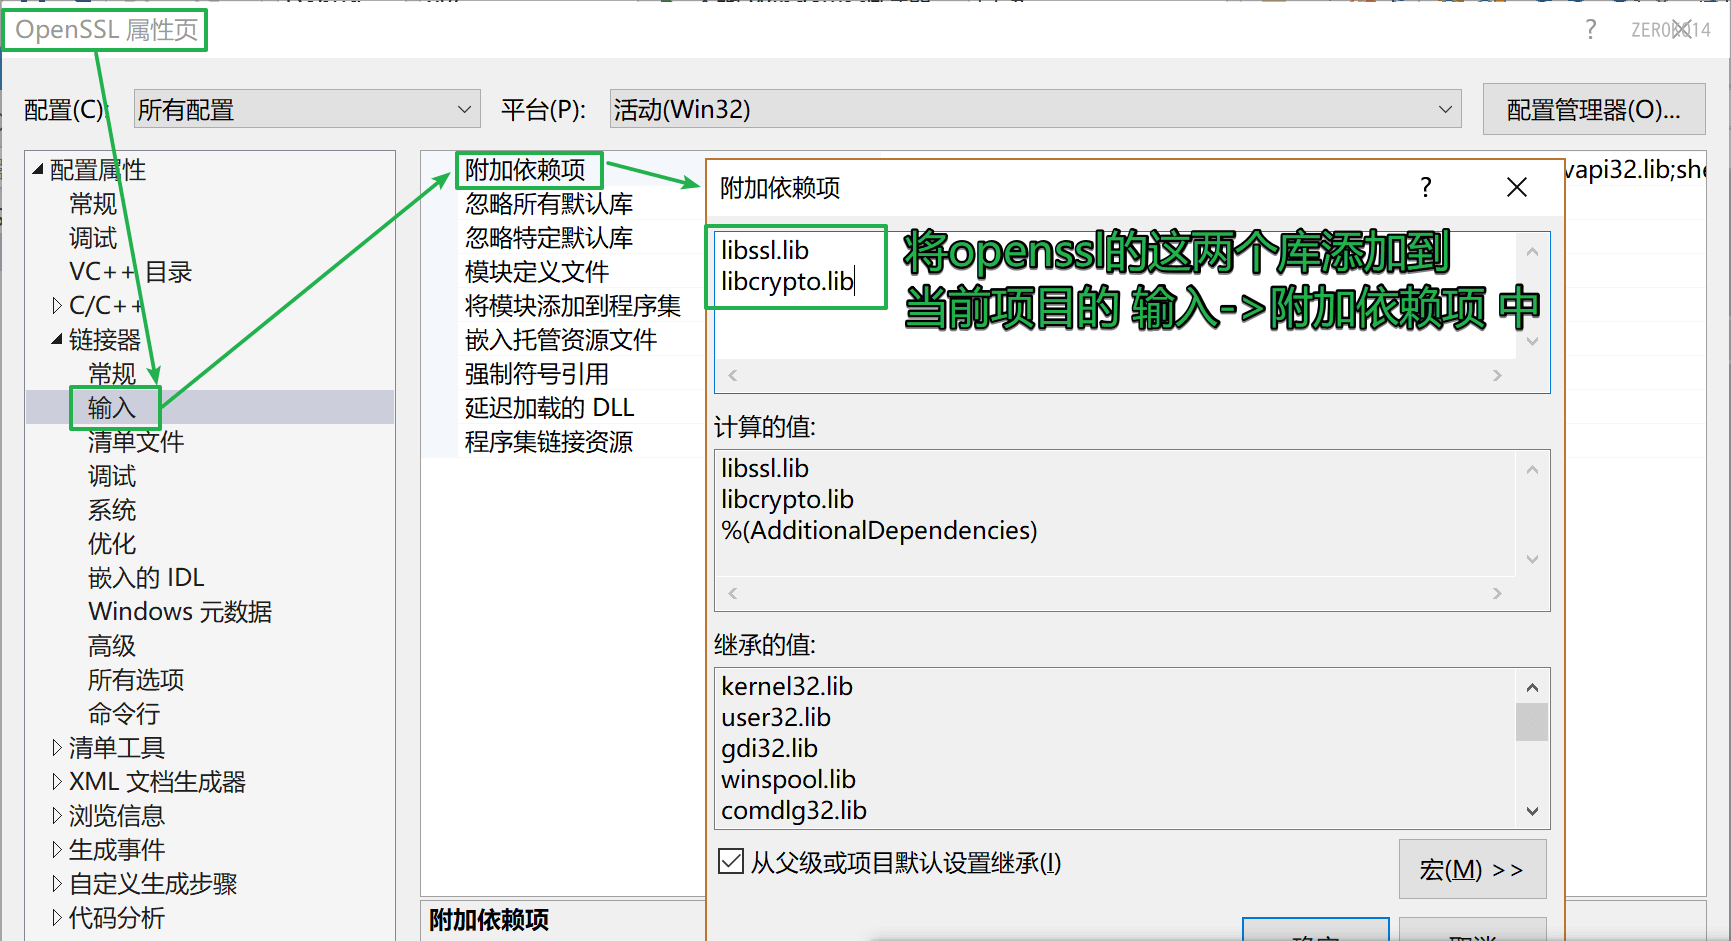 OpenSSL 属性页
? ZER0K014
配置(C): 所有配置 平台(P): 活动(Win32) 配置管理器(O)...
配置属性
常规
调试
VC++ 目录
C/C++
链接器
常规
输入
清单文件
调试
系统
优化
嵌入的 IDL
Windows 元数据
高级
所有选项
命令行
清单工具
XML 文档生成器
浏览信息
生成事件
自定义生成步骤
代码分析
附加依赖项
忽略所有默认库
忽略特定默认库
模块定义文件
将模块添加到程序集
嵌入托管资源文件
强制符号引用
延迟加载的 DLL
程序集链接资源
vapi32.lib;she
附加依赖项
附加依赖项 ?
libssl.lib
libcrypto.lib
将openssl的这两个库添加到
当前项目的 输入->附加依赖项 中
计算的值:
libssl.lib
libcrypto.lib
%(AdditionalDependencies)
继承的值:
kernel32.lib
user32.lib
gdi32.lib
winspool.lib
comdlg32.lib
从父级或项目默认设置继承(I)
宏(M) >>